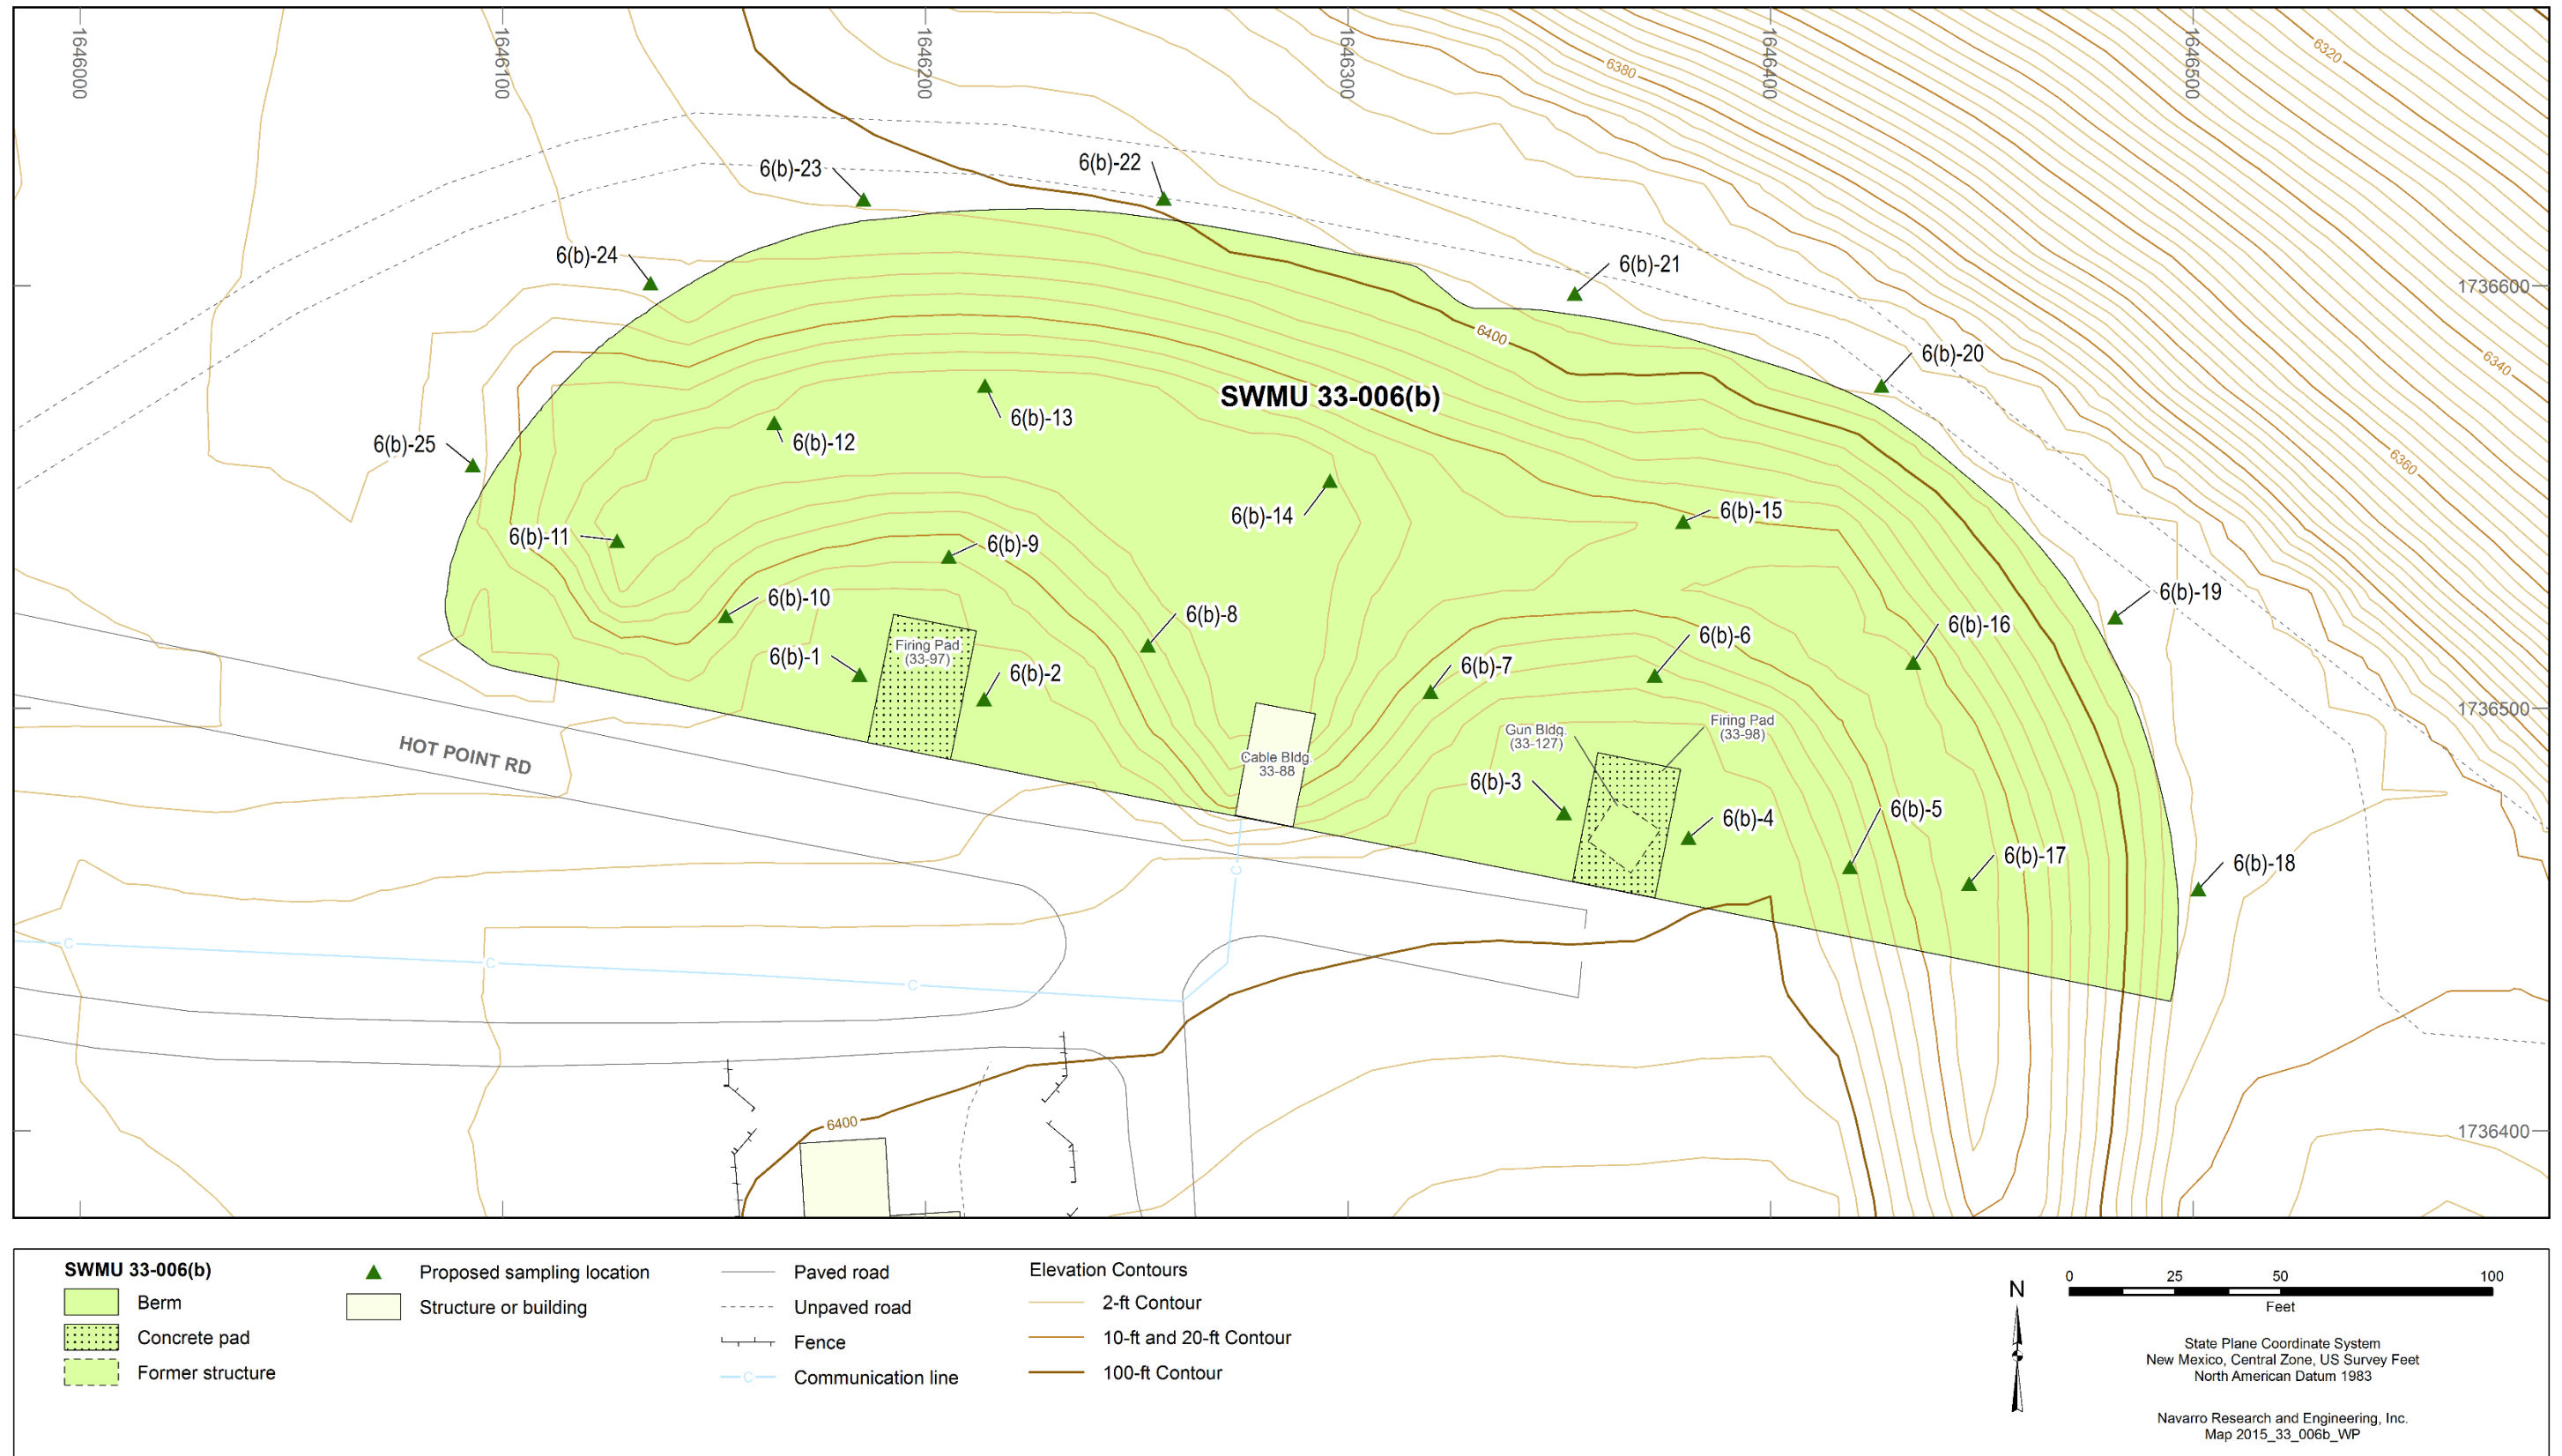 1646000
1646100
1646200
1646300
1646400
1646500
6320
6380
6(b)-23
6(b)-22
6(b)-24
6(b)-21
1736600
6400
6(b)-20
6340
SWMU 33-006(b)
6(b)-13
6(b)-12
6(b)-25
6360
6(b)-14
6(b)-15
6(b)-11
6(b)-9
6(b)-19
6(b)-10
6(b)-8
6(b)-16
6(b)-6
Firing Pad
(33-97)
6(b)-1
6(b)-2
6(b)-7
1736500
Gun Bldg.
(33-127)
Firing Pad
(33-98)
HOT POINT RD
Cable Bldg.
33-88
6(b)-3
6(b)-4
6(b)-5
6(b)-17
6(b)-18
C
C
C
C
6400
1736400
SWMU 33-006(b)
Berm
Concrete pad
Former structure
Proposed sampling location
Structure or building
Paved road
Unpaved road
Fence
C
Communication line
Elevation Contours
2-ft Contour
10-ft and 20-ft Contour
100-ft Contour
N
0 25 50 100
Feet
State Plane Coordinate System
New Mexico, Central Zone, US Survey Feet
North American Datum 1983
Navarro Research and Engineering, Inc.
Map 2015_33_006b_WP